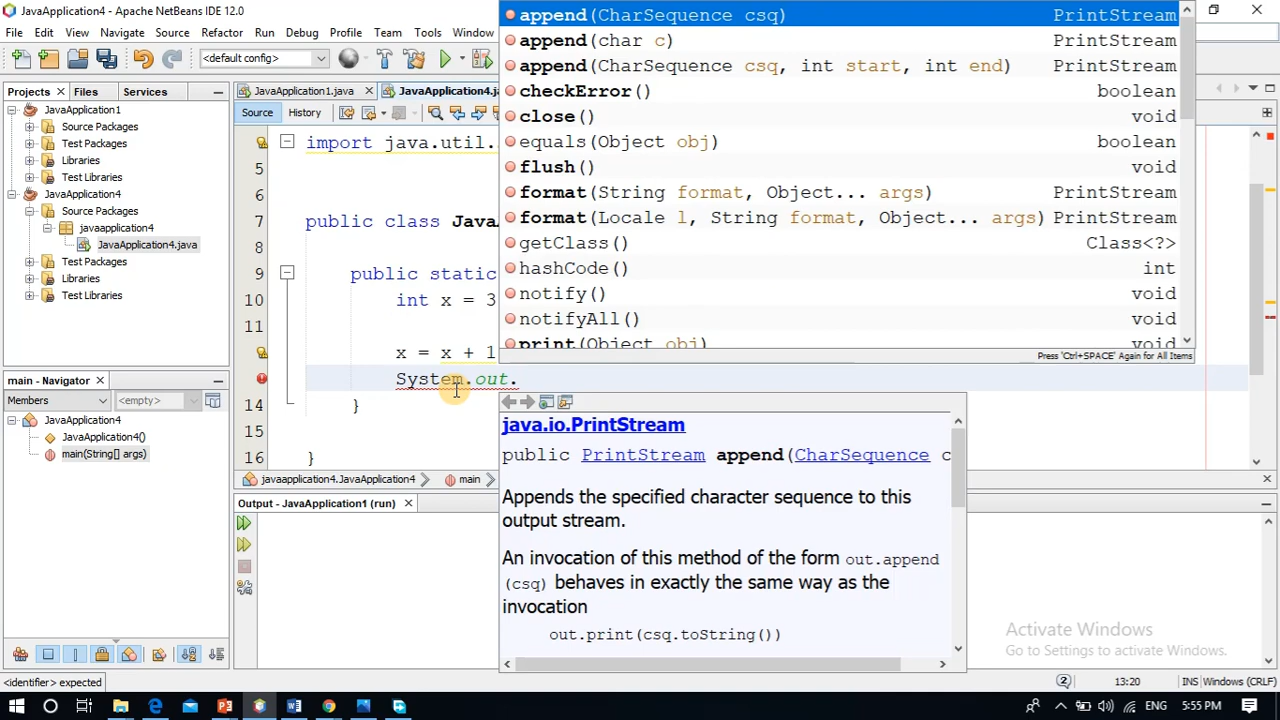 JavaApplication4 - Apache NetBeans IDE 12.0
File Edit View Navigate Source Refactor Run Debug Profile Team Tools Window
<default config>
Projects Files Services
JavaApplication1
Source Packages
Test Packages
Libraries
Test Libraries
JavaApplication4
Source Packages
javaapplication4
JavaApplication4.java
Test Packages
Libraries
Test Libraries
main - Navigator
Members <empty>
JavaApplication4
JavaApplication4()
main(String[] args)
JavaApplication1.java JavaApplication4.ja
Source History
import java.util.
5
6
7 public class Java
8
9 public static
10 int x = 3
11
x = x + 1
System.out.
14 }
15
16 }
javaapplication4.JavaApplication4 main
append(CharSequence csq) PrintStream
append(char c) PrintStream
append(CharSequence csq, int start, int end) PrintStream
checkError() boolean
close() void
equals(Object obj) boolean
flush() void
format(String format, Object... args) PrintStream
format(Locale l, String format, Object... args) PrintStream
getClass() Class<?>
hashCode() int
notify() void
notifyAll() void
print(Object obj) void
Press 'Ctrl+SPACE' Again for All Items
java.io.PrintStream
public PrintStream append(CharSequence c
Appends the specified character sequence to this
output stream.
An invocation of this method of the form out.append
(csq) behaves in exactly the same way as the
invocation
out.print(csq.toString())
Output - JavaApplication1 (run)
Activate Windows
Go to Settings to activate Windows.
<identifier> expected
2 13:20 INS Windows (CRLF)
ENG 5:55 PM